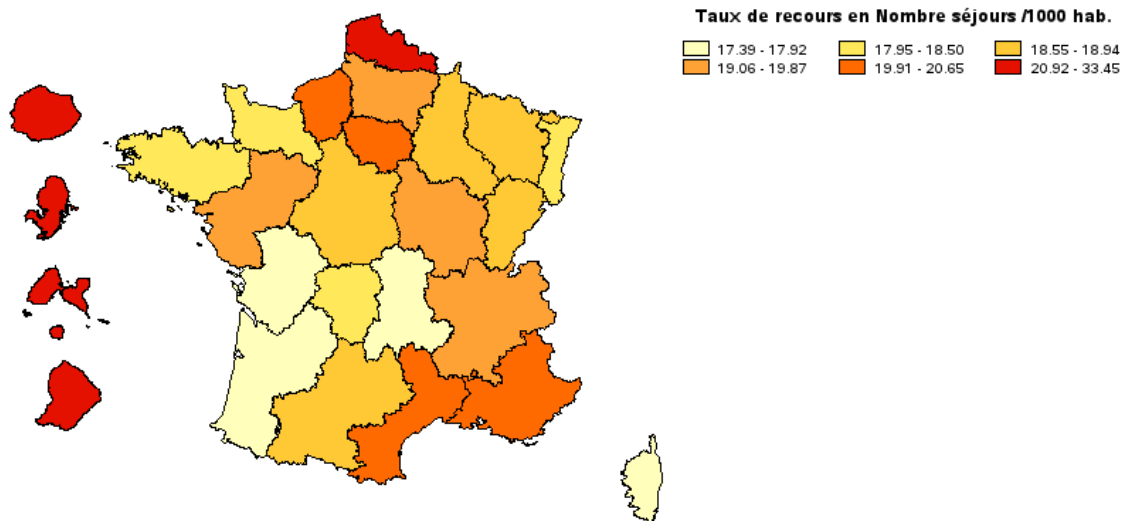 Taux de recours en Nombre séjours /1000 hab.
17.39 - 17.92 17.95 - 18.50 18.55 - 18.94
19.06 - 19.87 19.91 - 20.65 20.92 - 33.45